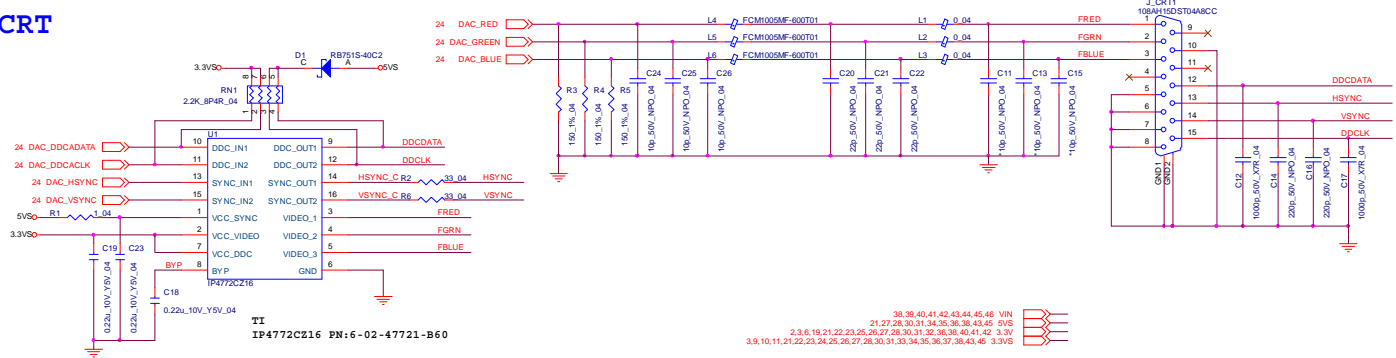 CRT
24 DAC_RED
24 DAC_GREEN
24 DAC_BLUE
L4 FCM1005MF-600T01
L5 FCM1005MF-600T01
L6 FCM1005MF-600T01
L1 0_04
L2 0_04
L3 0_04
FRED
FGRN
FBLUE
J_CRT1
108AH15DST04A8CC
1
2
3
4
5
6
7
8
9
10
11
12
13
14
15
GND1
GND2
DDCDATA
HSYNC
VSYNC
DDCLK
R3
150_1%_04
R4
150_1%_04
R5
150_1%_04
C24
10p_50V_NPO_04
C25
10p_50V_NPO_04
C26
10p_50V_NPO_04
C20
22p_50V_NPO_04
C21
22p_50V_NPO_04
C22
22p_50V_NPO_04
C11
*10p_50V_NPO_04
C13
*10p_50V_NPO_04
C15
*10p_50V_NPO_04
C12
1000p_50V_X7R_04
C14
220p_50V_NPO_04
C16
220p_50V_NPO_04
C17
1000p_50V_X7R_04
3.3VS
D1 RB751S-40C2
C A
5VS
8 7 6 5
RN1
2.2K_8P4R_04
1 2 3 4
U1
24 DAC_DDCADATA 10 DDC_IN1 DDC_OUT1 9 DDCDATA
24 DAC_DDCACLK 11 DDC_IN2 DDC_OUT2 12 DDCLK
24 DAC_HSYNC 13 SYNC_IN1 SYNC_OUT1 14 HSYNC_C R2 33_04 HSYNC
24 DAC_VSYNC 15 SYNC_IN2 SYNC_OUT2 16 VSYNC_C R6 33_04 VSYNC
5VS R1 1_04 1 VCC_SYNC VIDEO_1 3 FRED
3.3VS 2 VCC_VIDEO VIDEO_2 4 FGRN
7 VCC_DDC VIDEO_3 5 FBLUE
BYP 8 BYP GND 6
IP4772CZ16
C19
0.22u_10V_Y5V_04
C23
0.22u_10V_Y5V_04
C18
0.22u_10V_Y5V_04
TI
IP4772CZ16 PN:6-02-47721-B60
38,39,40,41,42,43,44,45,46 VIN
21,27,28,30,31,34,35,36,38,43,45 5VS
2,3,6,19,21,22,23,25,26,27,28,30,31,32,36,38,40,41,42 3.3V
3,9,10,11,21,22,23,24,25,26,27,28,30,31,33,34,35,36,37,38,43,45 3.3VS